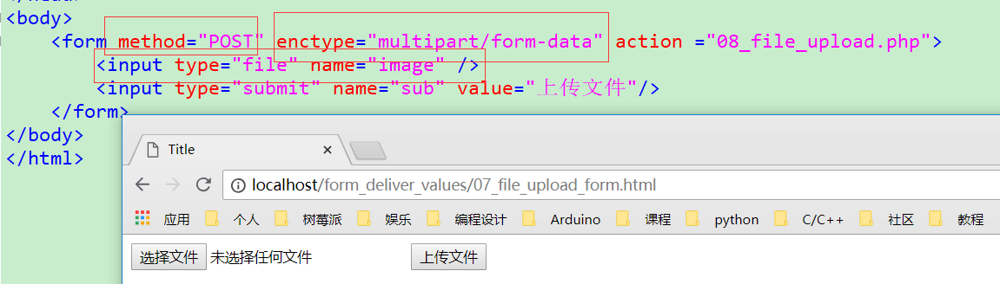 <body>
<form method="POST" enctype="multipart/form-data" action ="08_file_upload.php">
<input type="file" name="image" />
<input type="submit" name="sub" value="上传文件"/>
</form>
</body>
</html>
Title
localhost/form_deliver_values/07_file_upload_form.html
应用 个人 树莓派 娱乐 编程设计 Arduino 课程 python C/C++ 社区 教程
选择文件 未选择任何文件 上传文件